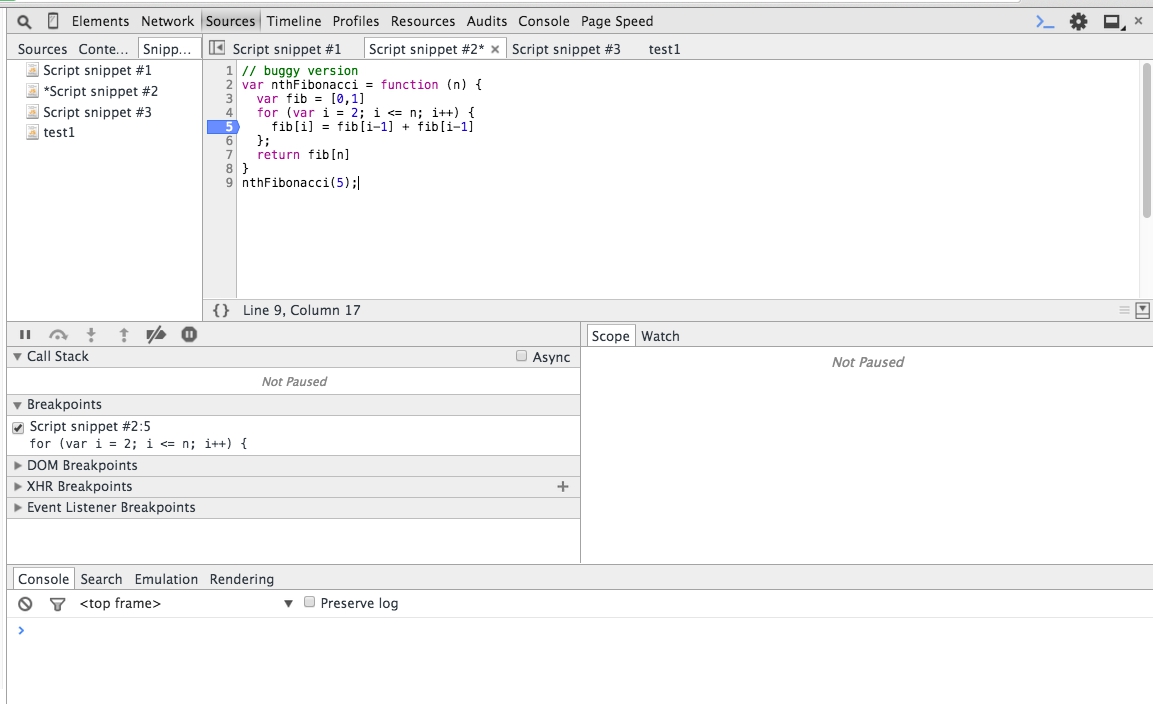 Elements Network Sources Timeline Profiles Resources Audits Console Page Speed
Sources Conte... Snipp... Script snippet #1 Script snippet #2* × Script snippet #3 test1
Script snippet #1
*Script snippet #2
Script snippet #3
test1
1 // buggy version
2 var nthFibonacci = function (n) {
3 var fib = [0,1]
4 for (var i = 2; i <= n; i++) {
5 fib[i] = fib[i-1] + fib[i-1]
6 };
7 return fib[n]
8 }
9 nthFibonacci(5);
{} Line 9, Column 17
Scope Watch
Call Stack Async
Not Paused
Not Paused
Breakpoints
Script snippet #2:5
for (var i = 2; i <= n; i++) {
DOM Breakpoints
XHR Breakpoints +
Event Listener Breakpoints
Console Search Emulation Rendering
<top frame> Preserve log
>